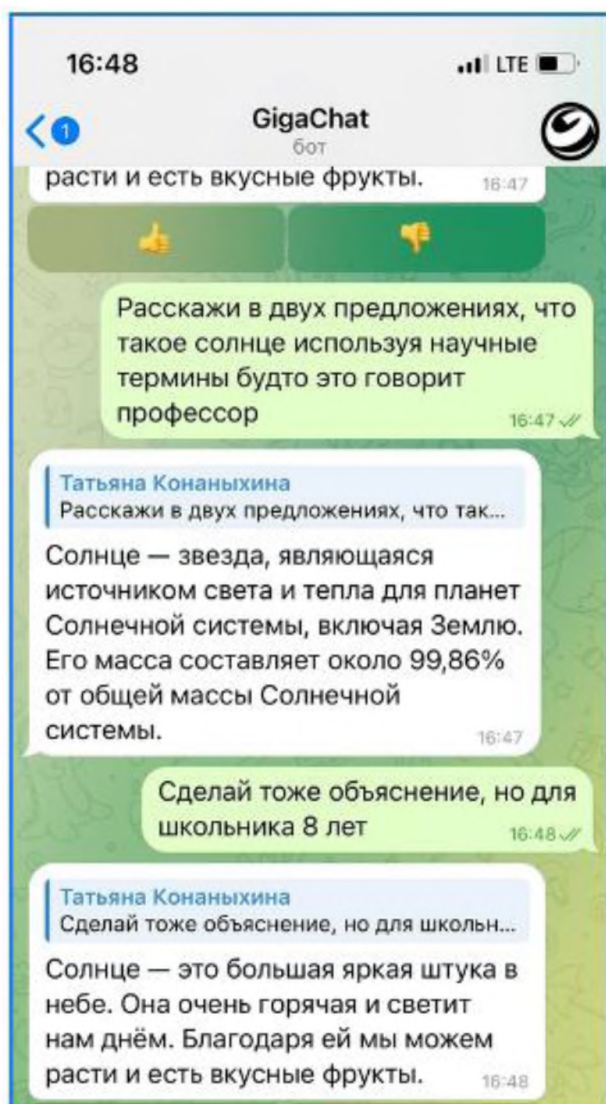 16:48
LTE
1
GigaChat
бот
расти и есть вкусные фрукты.
16:47
Расскажи в двух предложениях, что
такое солнце используя научные
термины будто это говорит
профессор
16:47
Татьяна Конаныхина
Расскажи в двух предложениях, что так...
Солнце — звезда, являющаяся
источником света и тепла для планет
Солнечной системы, включая Землю.
Его масса составляет около 99,86%
от общей массы Солнечной
системы.
16:47
Сделай тоже объяснение, но для
школьника 8 лет
16:48
Татьяна Конаныхина
Сделай тоже объяснение, но для школьн...
Солнце — это большая яркая штука в
небе. Она очень горячая и светит
нам днём. Благодаря ей мы можем
расти и есть вкусные фрукты.
16:48